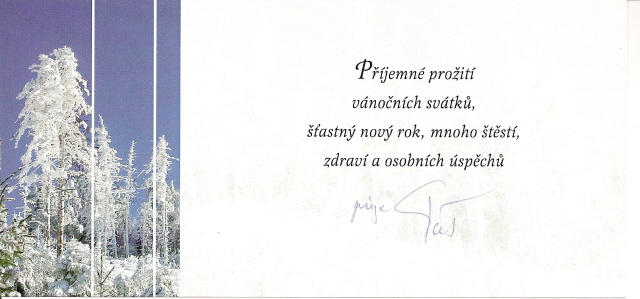 Příjemné prožití
vánočních svátků,
šťastný nový rok, mnoho štěstí,
zdraví a osobních úspěchů
přeje